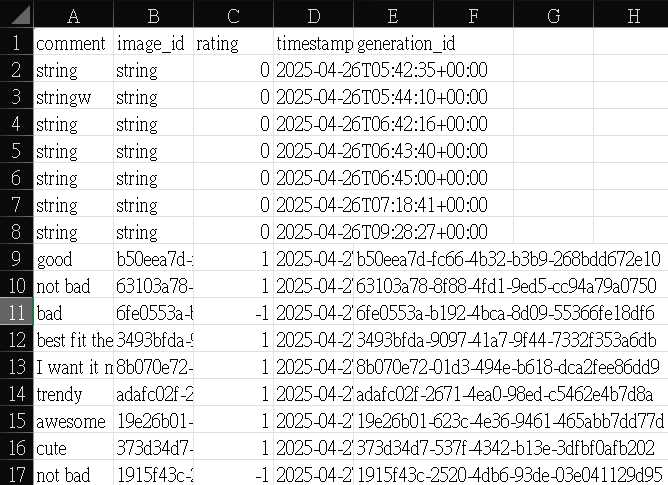 A B C D E F G H
1 comment image_id rating timestamp generation_id
2 string string 0 2025-04-26T05:42:35+00:00
3 stringw string 0 2025-04-26T05:44:10+00:00
4 string string 0 2025-04-26T06:42:16+00:00
5 string string 0 2025-04-26T06:43:40+00:00
6 string string 0 2025-04-26T06:45:00+00:00
7 string string 0 2025-04-26T07:18:41+00:00
8 string string 0 2025-04-26T09:28:27+00:00
9 good b50eea7d- 1 2025-04-2 b50eea7d-fc66-4b32-b3b9-268bdd672e10
10 not bad 63103a78- 1 2025-04-2 63103a78-8f88-4fd1-9ed5-cc94a79a0750
11 bad 6fe0553a- -1 2025-04-2 6fe0553a-b192-4bca-8d09-55366fe18df6
12 best fit the 3493bfda-9 1 2025-04-2 3493bfda-9097-41a7-9f44-7332f353a6db
13 I want it 8b070e72- 1 2025-04-2 8b070e72-01d3-494e-b618-dca2fee86dd9
14 trendy adafc02f-2 1 2025-04-2 adafc02f-2671-4ea0-98ed-c5462e4b7d8a
15 awesome 19e26b01- 1 2025-04-2 19e26b01-623c-4e36-9461-465abb7dd77d
16 cute 373d34d7- 1 2025-04-2 373d34d7-537f-4342-b13e-3dfbf0afb202
17 not bad 1915f43c-2 -1 2025-04-2 1915f43c-2520-4db6-93de-03e041129d95